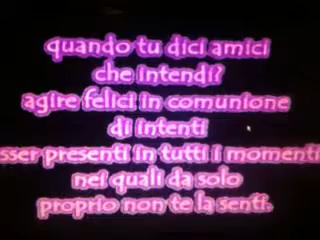 quando tu dici amici
che intendi?
agire felici in comunione
di intenti
sser presenti in tutti i momenti
nei quali da solo
proprio non te la senti.